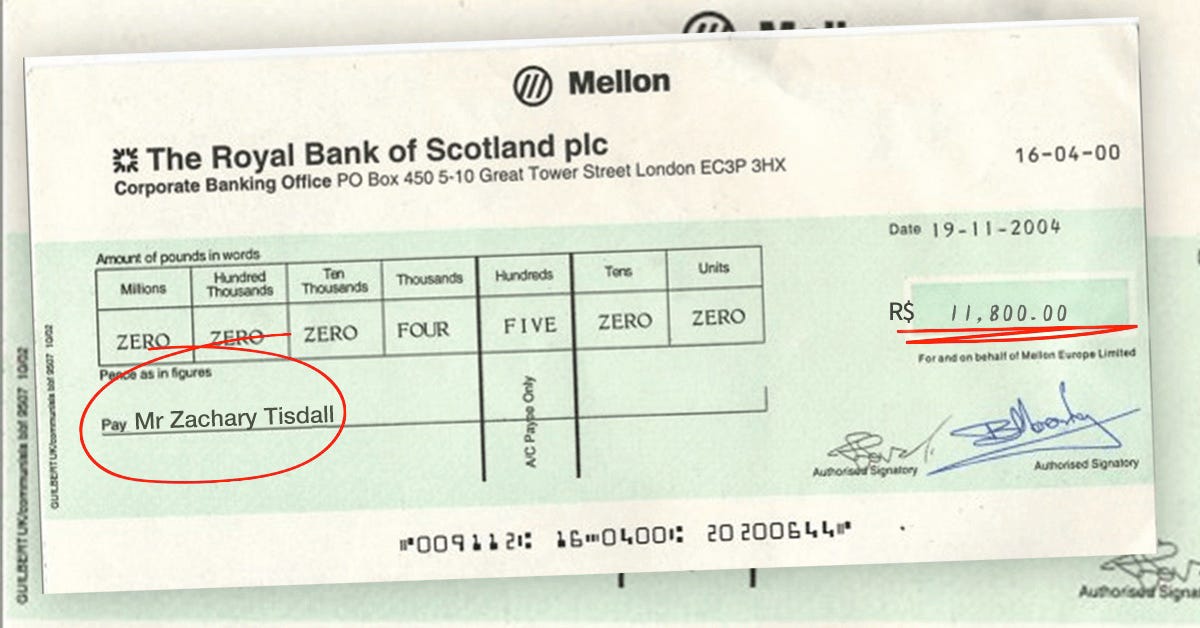 Mellon
The Royal Bank of Scotland plc
Corporate Banking Office PO Box 450 5-10 Great Tower Street London EC3P 3HX
16-04-00
Date 19-11-2004
Amount of pounds in words
Millions Hundred Thousands Ten Thousands Thousands Hundreds Tens Units
ZERO ZERO ZERO FOUR FIVE ZERO ZERO
R$ 11,800.00
For and on behalf of Mellon Europe Limited
Pence as in figures
Pay Mr Zachary Tisdall
A/C Payee Only
Authorised Signatory Authorised Signatory
⑈009112⑆ 16⑉0400⑆ 20200644⑈
10/02
Authorised